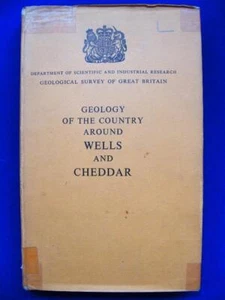 DEPARTMENT OF SCIENTIFIC AND INDUSTRIAL RESEARCH
GEOLOGICAL SURVEY OF GREAT BRITAIN
GEOLOGY
OF THE COUNTRY
AROUND
WELLS
AND
CHEDDAR